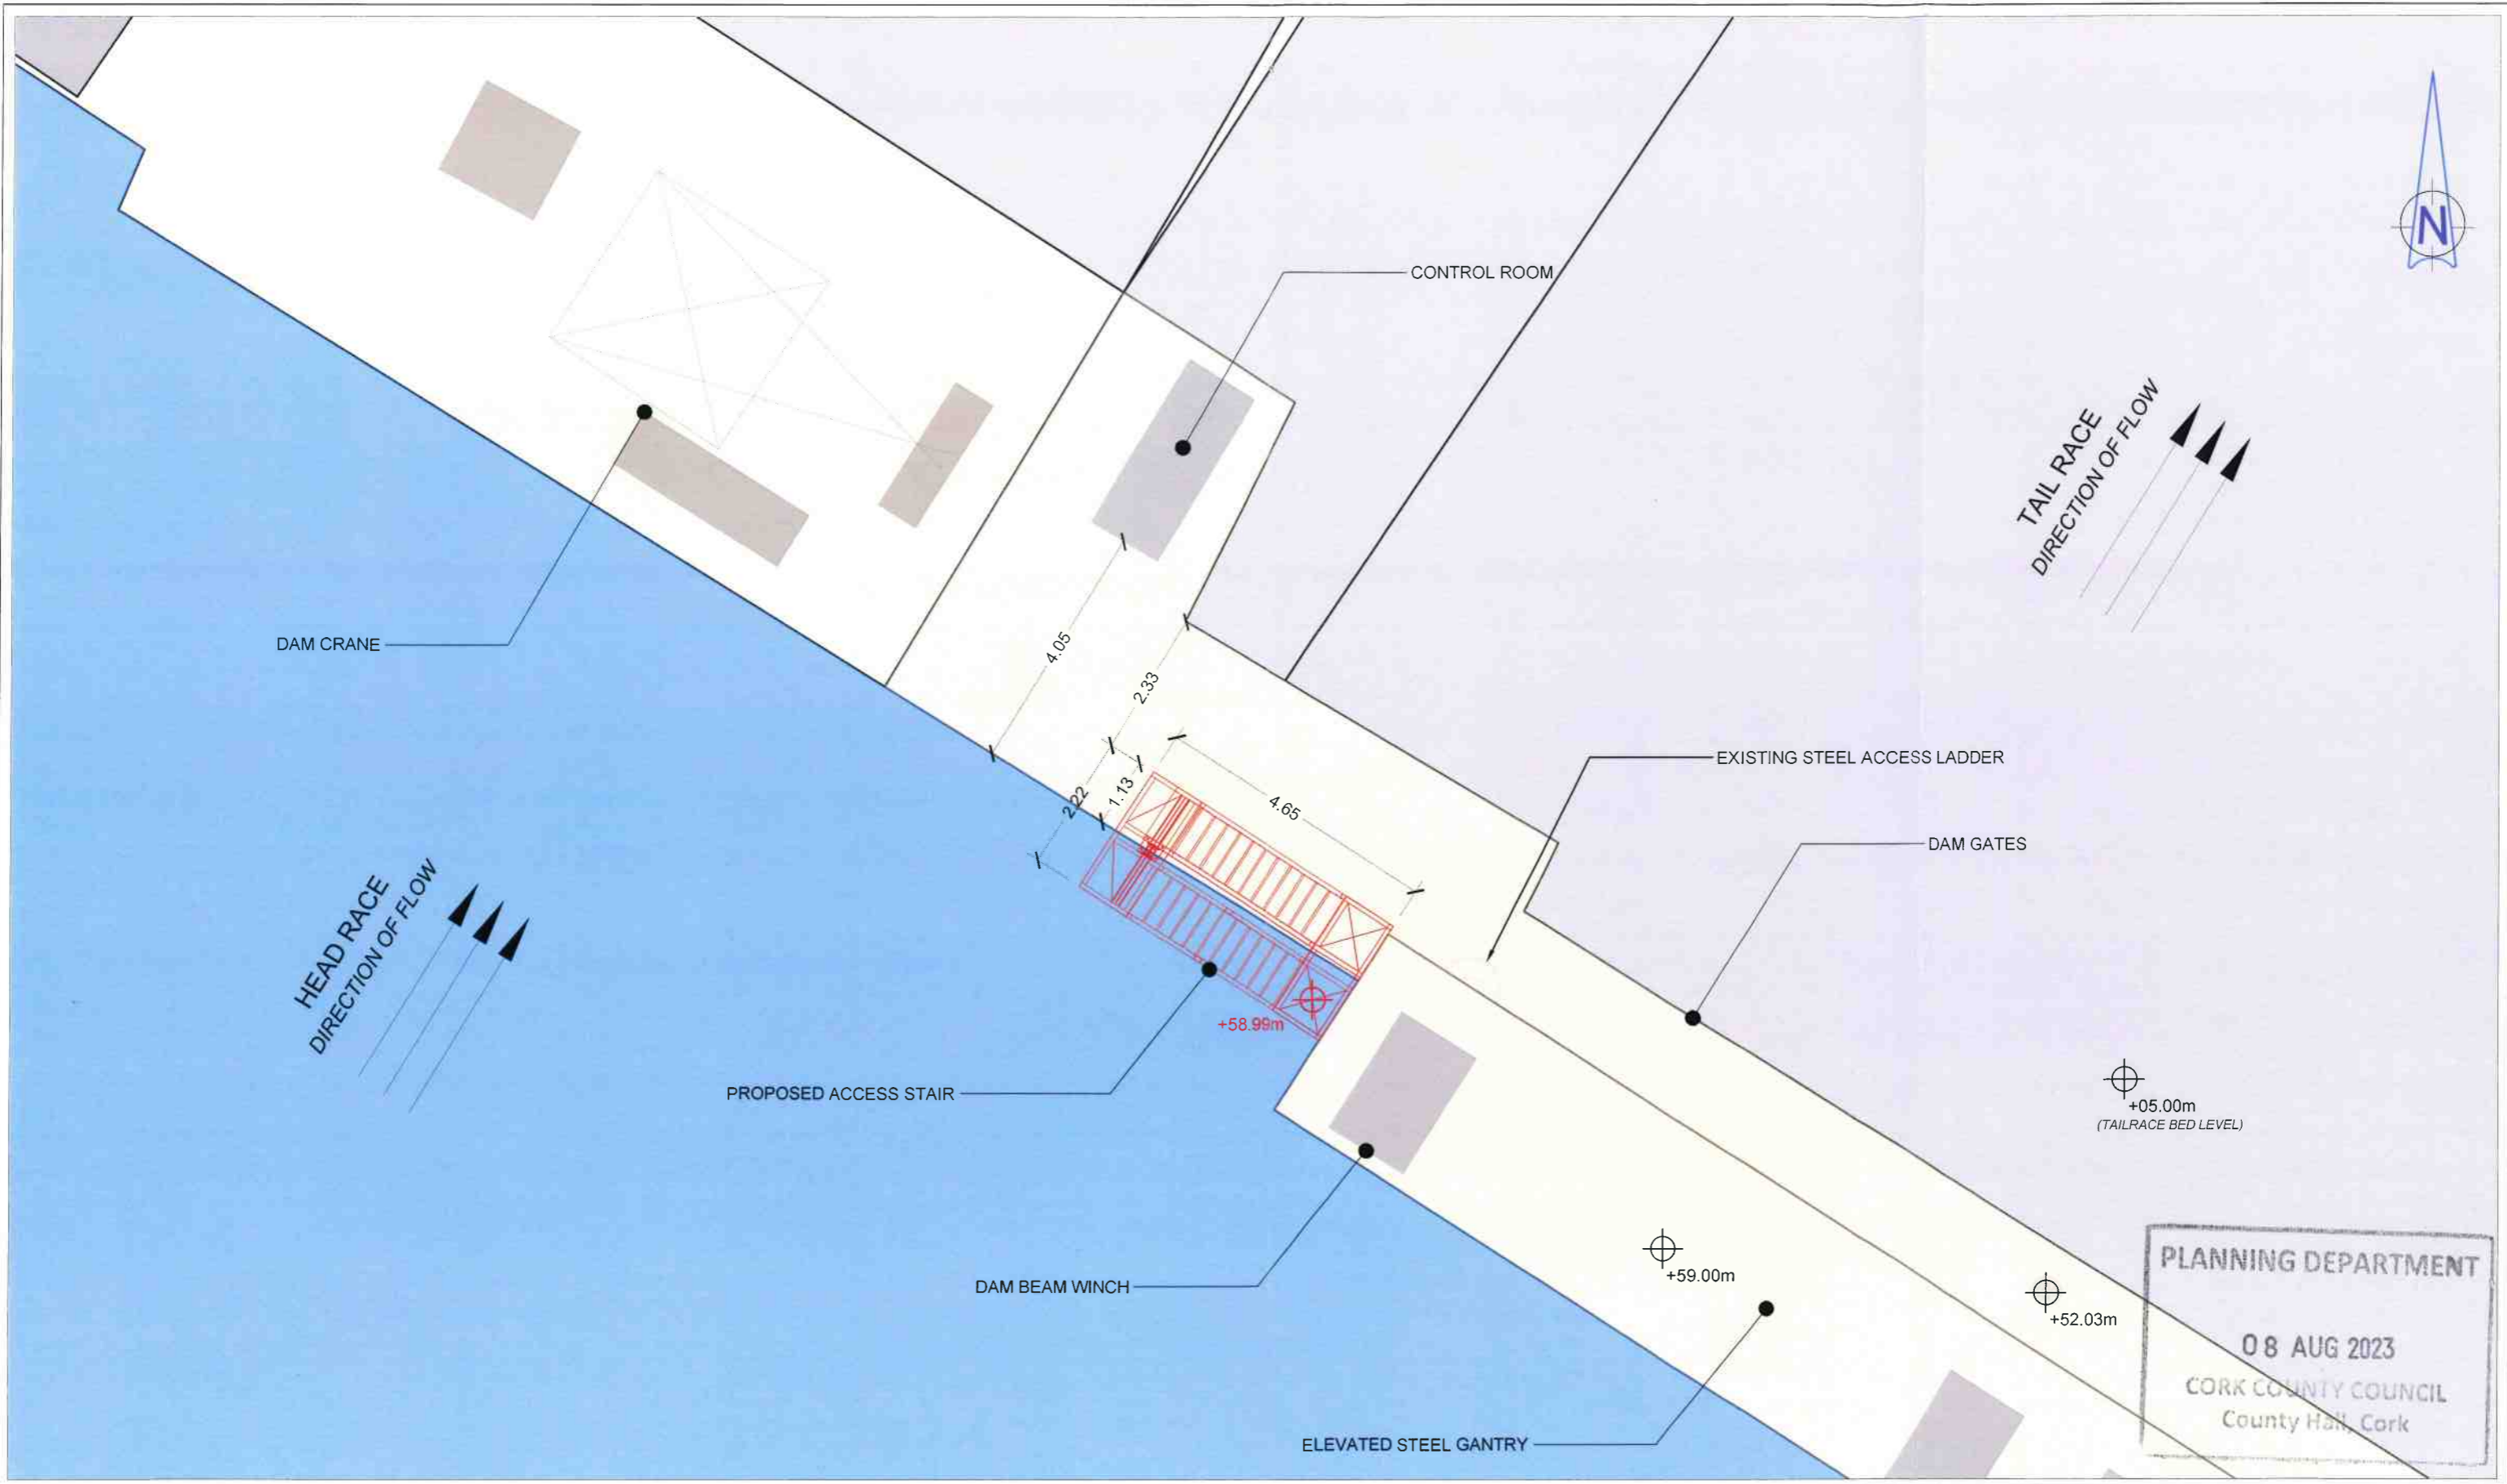 N
CONTROL ROOM
TAIL RACE
DIRECTION OF FLOW
DAM CRANE
4.05
2.33
EXISTING STEEL ACCESS LADDER
2.22
1.13
4.65
DAM GATES
HEAD RACE
DIRECTION OF FLOW
+58.99m
PROPOSED ACCESS STAIR
+05.00m
(TAILRACE BED LEVEL)
DAM BEAM WINCH
+59.00m
+52.03m
ELEVATED STEEL GANTRY
PLANNING DEPARTMENT
08 AUG 2023
CORK COUNTY COUNCIL
County Hall, Cork